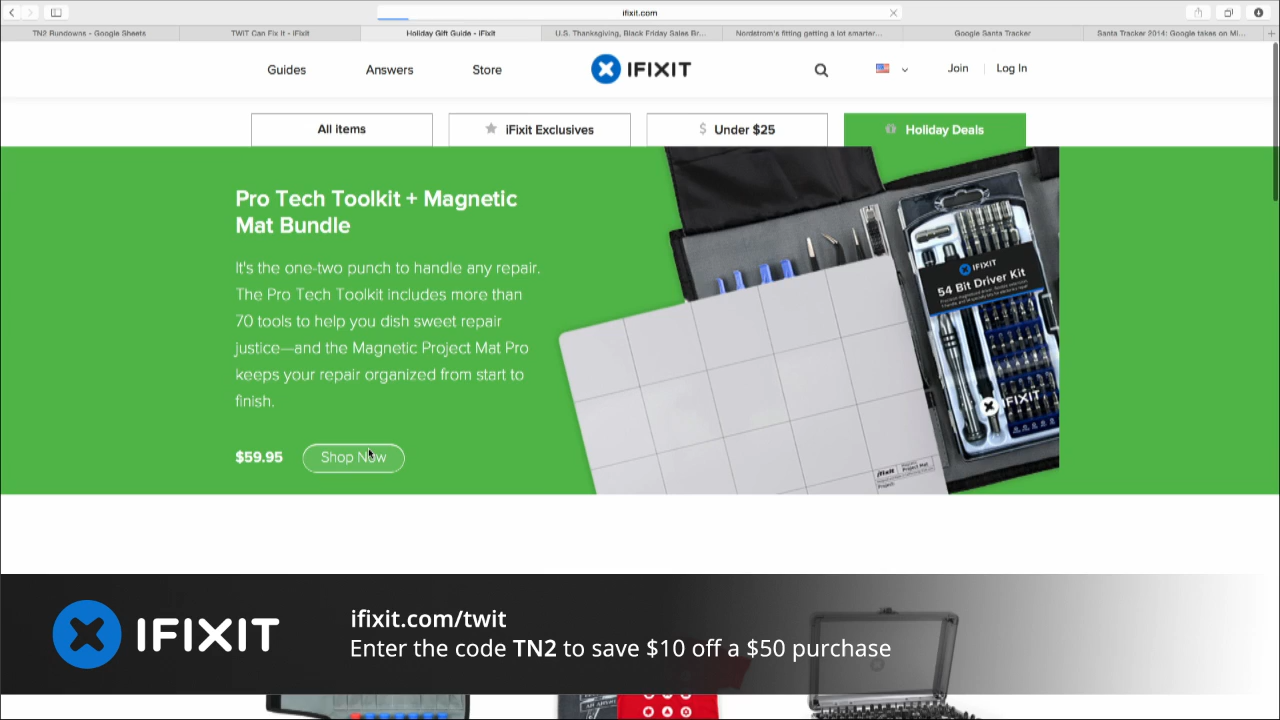 ifixit.com
TN2 Rundowns - Google Sheets
TWiT Can Fix It - iFixit
Holiday Gift Guide - iFixit
U.S. Thanksgiving, Black Friday Sales Br...
Nordstrom's fitting getting a lot smarter...
Google Santa Tracker
Santa Tracker 2014: Google takes on Mi...
Guides
Answers
Store
IFIXIT
Join
Log In
All items
iFixit Exclusives
$ Under $25
Holiday Deals
Pro Tech Toolkit + Magnetic
Mat Bundle
It's the one-two punch to handle any repair.
The Pro Tech Toolkit includes more than
70 tools to help you dish sweet repair
justice—and the Magnetic Project Mat Pro
keeps your repair organized from start to
finish.
$59.95
Shop Now
IFIXIT
54 Bit Driver Kit
IFIXIT
iFixit
Project Mat
IFIXIT
ifixit.com/twit
Enter the code TN2 to save $10 off a $50 purchase